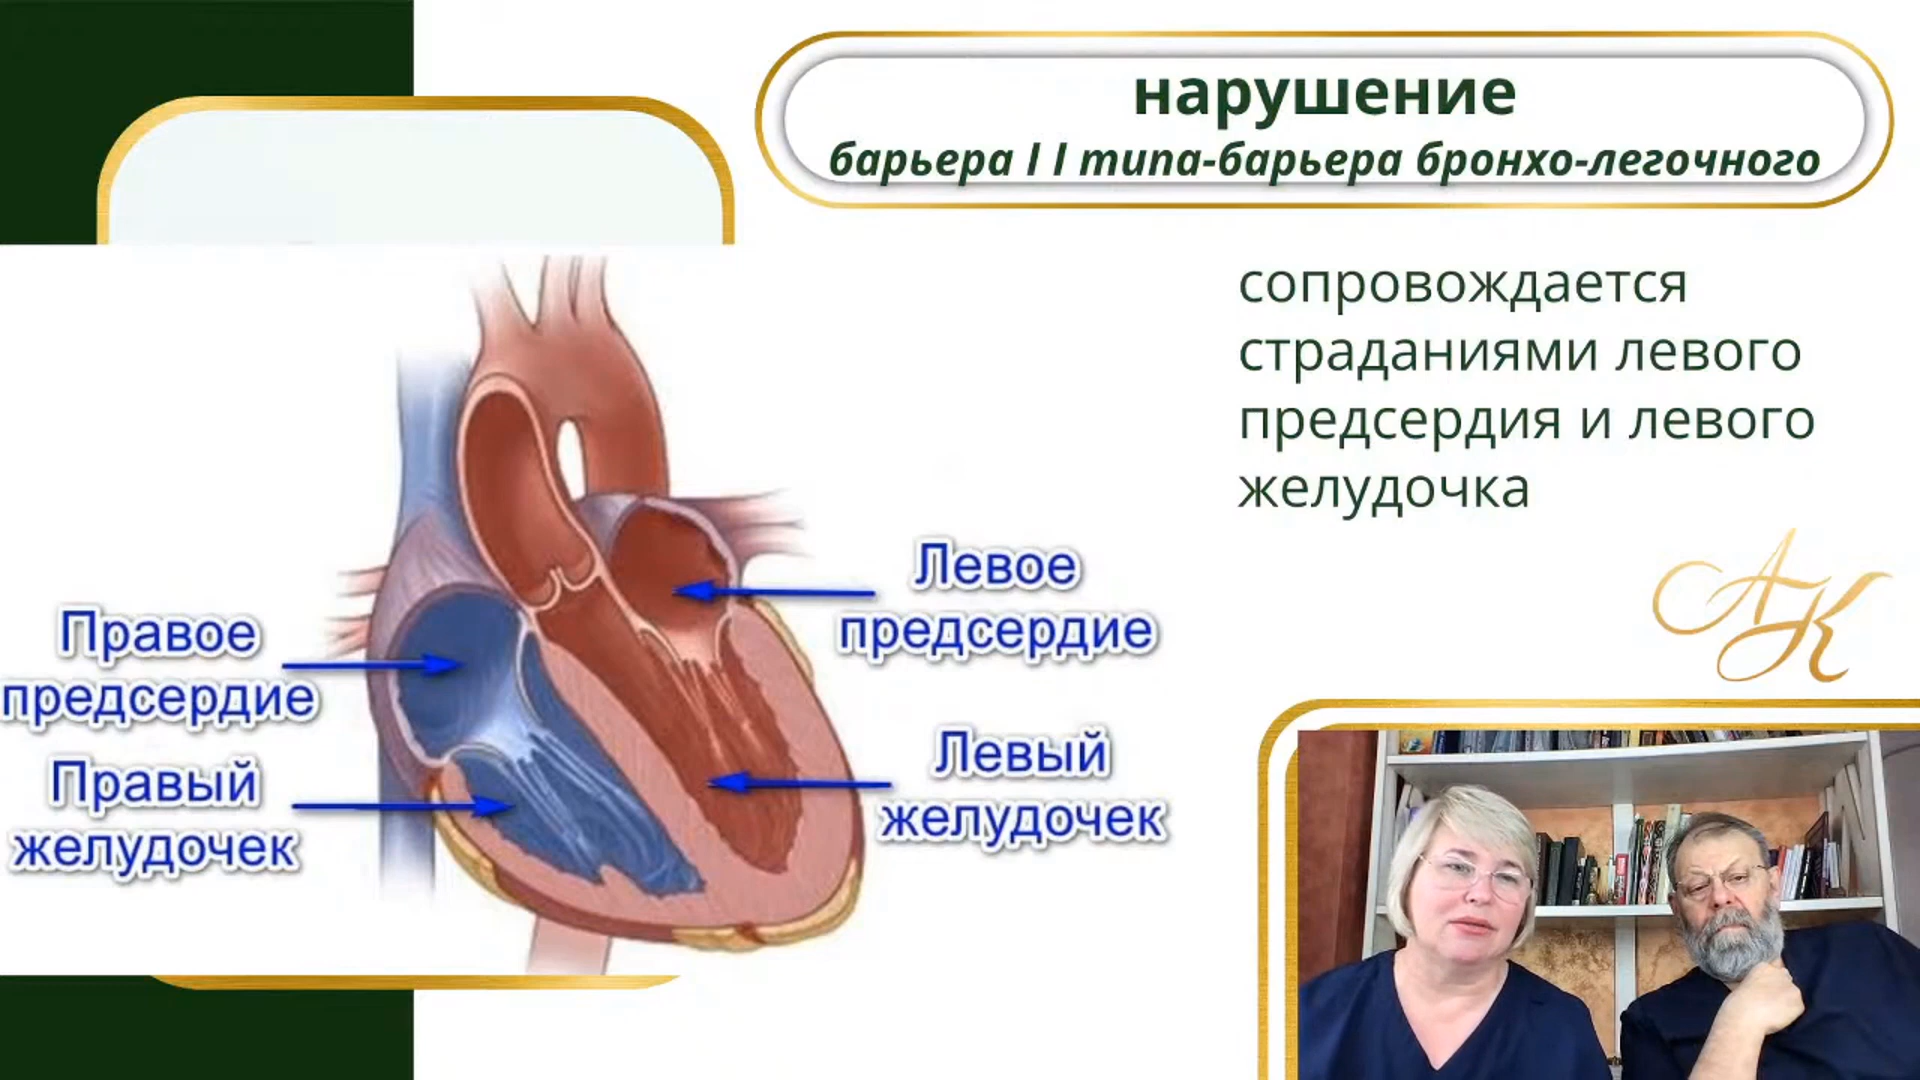 нарушение
барьера I I типа-барьера бронхо-легочного
сопровождается
страданиями левого
предсердия и левого
желудочка
Левое
предсердие
Правое
предсердие
Левый
желудочек
Правый
желудочек
АК